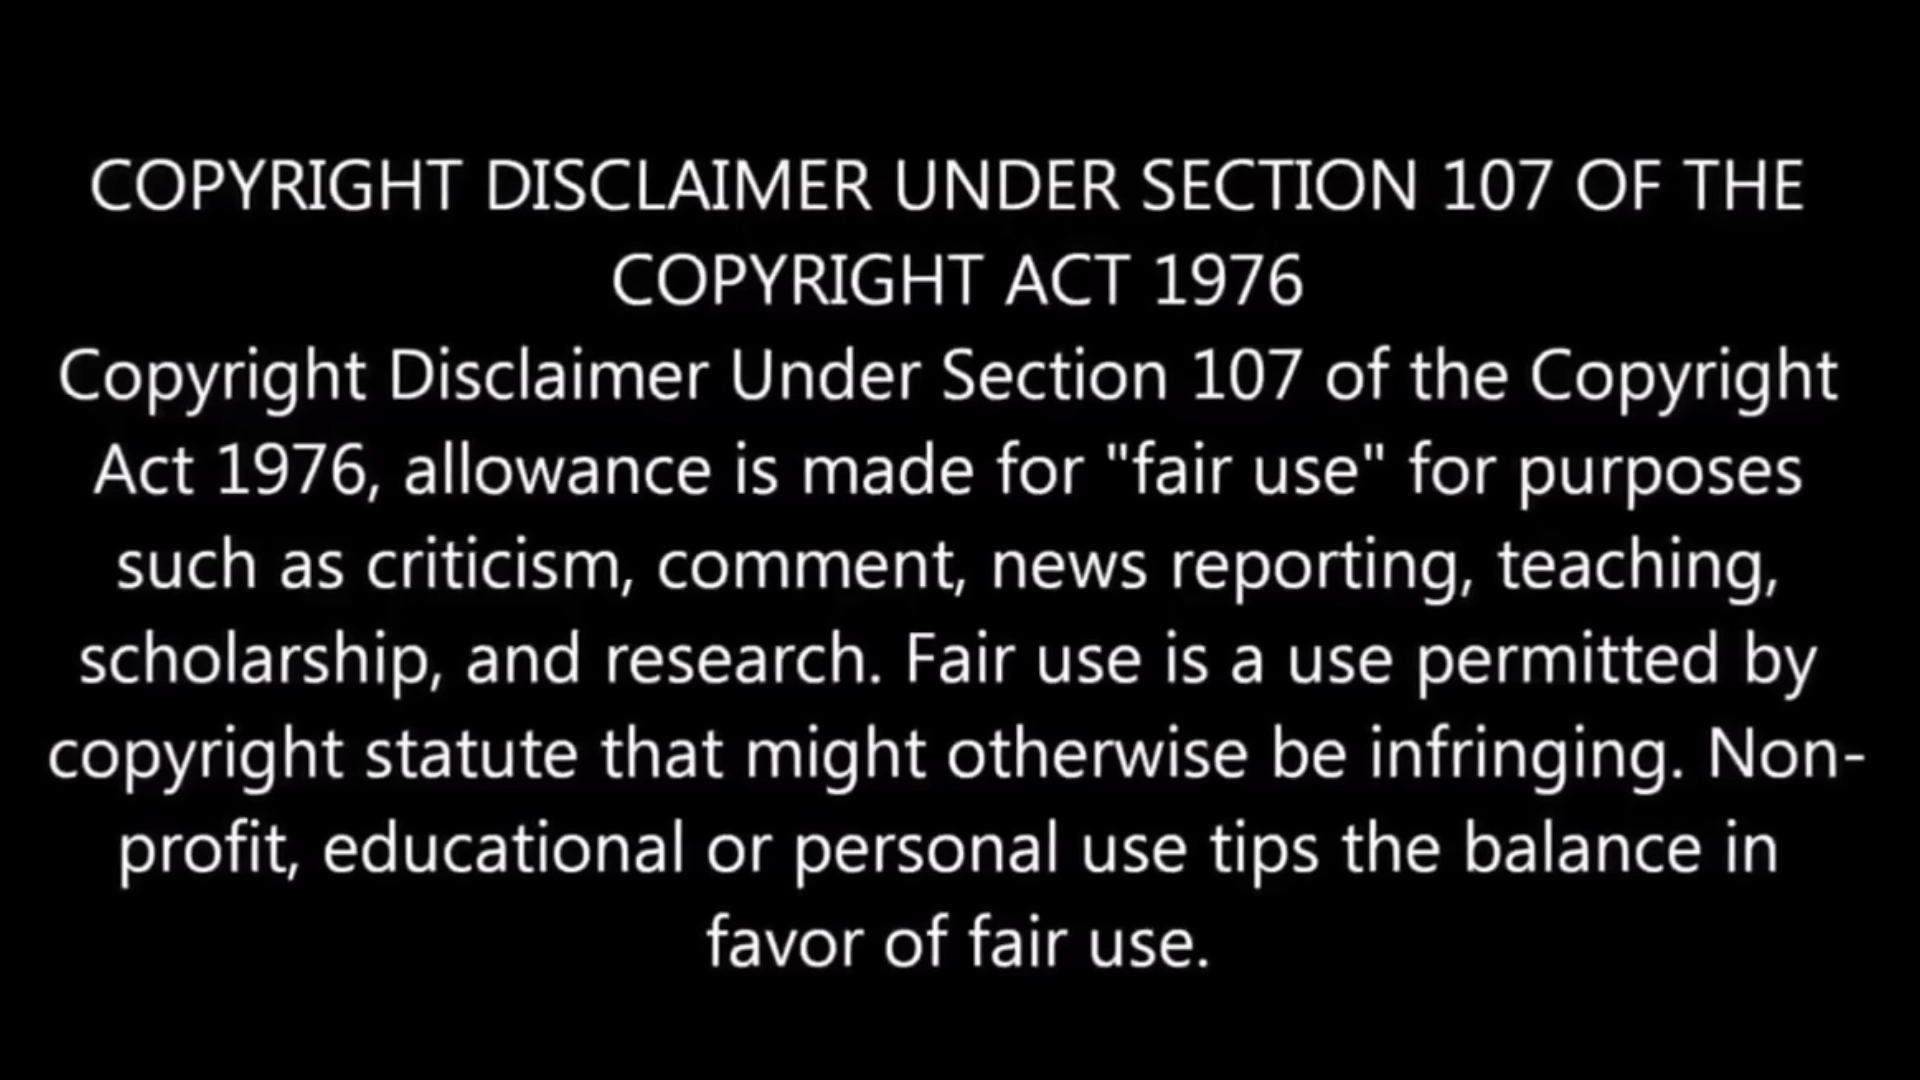 COPYRIGHT DISCLAIMER UNDER SECTION 107 OF THE
COPYRIGHT ACT 1976
Copyright Disclaimer Under Section 107 of the Copyright
Act 1976, allowance is made for "fair use" for purposes
such as criticism, comment, news reporting, teaching,
scholarship, and research. Fair use is a use permitted by
copyright statute that might otherwise be infringing. Non-
profit, educational or personal use tips the balance in
favor of fair use.